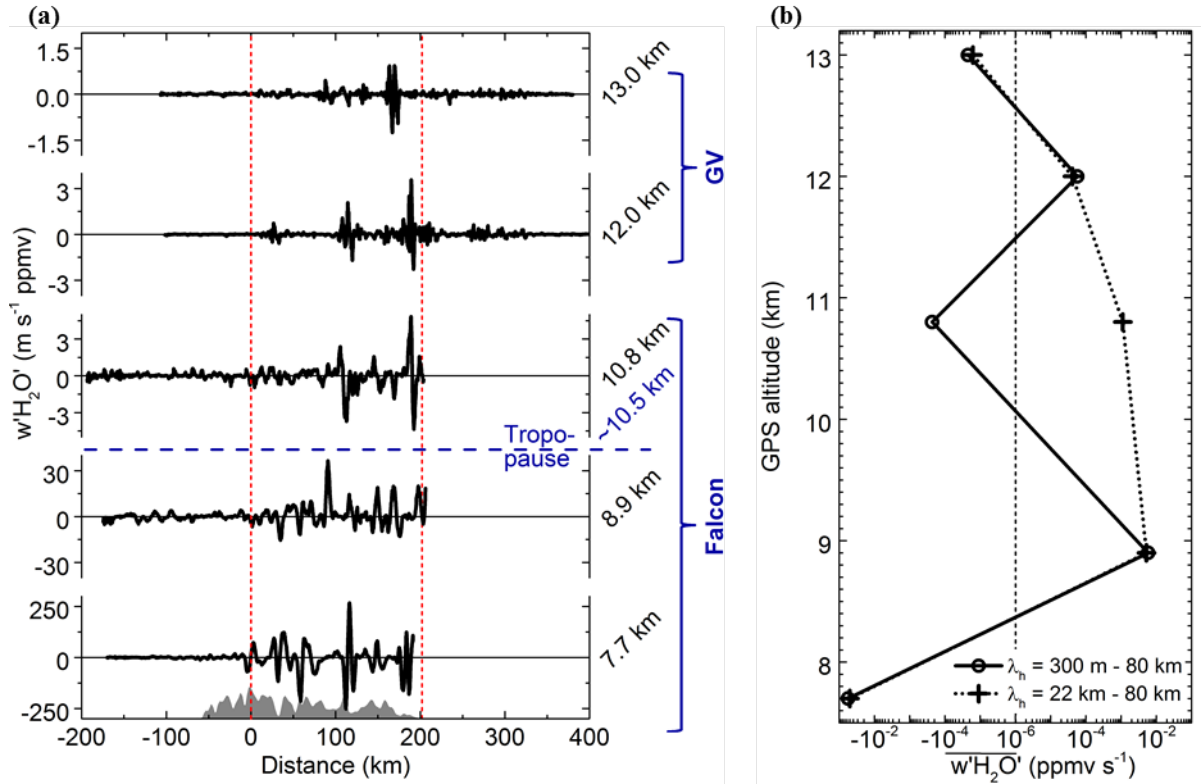 (a)
(b)
w'H₂O' (m s⁻¹ ppmv)
1.5
0.0
-1.5
13.0 km
3
0
-3
12.0 km
GV
3
0
-3
10.8 km
~10.5 km
Tropo-
pause
30
0
-30
8.9 km
Falcon
250
0
-250
7.7 km
-200 -100 0 100 200 300 400
Distance (km)
GPS altitude (km)
13
12
11
10
9
8
λₕ = 300 m - 80 km
λₕ = 22 km - 80 km
-10⁻² -10⁻⁴ 10⁻⁶ 10⁻⁴ 10⁻²
w'H₂O' (ppmv s⁻¹)